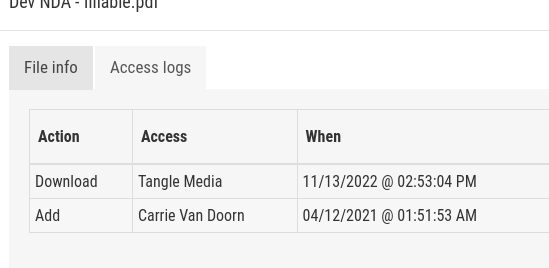 Dev NDA - fillable.pdf
File info Access logs
Action Access When
Download Tangle Media 11/13/2022 @ 02:53:04 PM
Add Carrie Van Doorn 04/12/2021 @ 01:51:53 AM